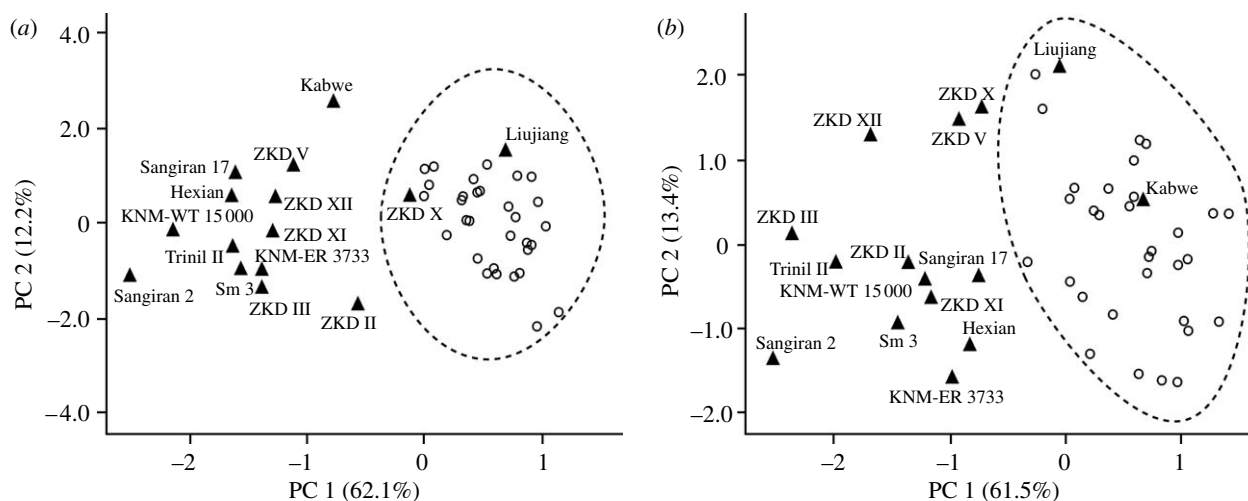 (a)
4.0
2.0
0
−2.0
−4.0
PC 2 (12.2%)
Kabwe
Liujiang
ZKD V
Sangiran 17
Hexian
ZKD XII
ZKD X
KNM-WT 15 000
ZKD XI
Trinil II
KNM-ER 3733
Sangiran 2
Sm 3
ZKD III
ZKD II
−2
−1
0
1
PC 1 (62.1%)
(b)
2.0
1.0
0
−1.0
−2.0
PC 2 (13.4%)
Liujiang
ZKD X
ZKD XII
ZKD V
Kabwe
ZKD III
ZKD II
Sangiran 17
Trinil II
KNM-WT 15 000
ZKD XI
Hexian
Sm 3
Sangiran 2
KNM-ER 3733
−2
−1
0
1
PC 1 (61.5%)